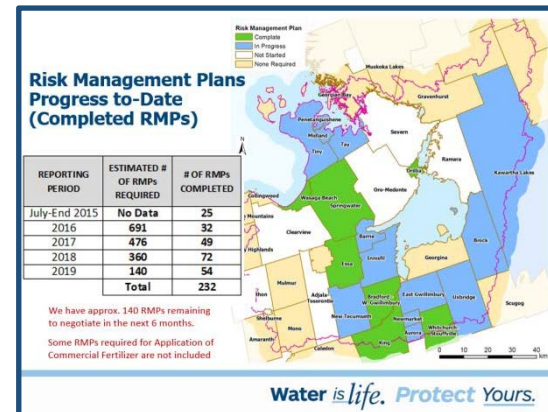 Risk Management Plans
Progress to-Date
(Completed RMPs)
REPORTING PERIOD
ESTIMATED # OF RMPs REQUIRED
# OF RMPs COMPLETED
July-End 2015 No Data 25
2016 691 32
2017 476 49
2018 360 72
2019 140 54
Total 232
We have approx. 140 RMPs remaining
to negotiate in the next 6 months.
Some RMPs required for Application of
Commercial Fertilizer are not included
Risk Management Plan
Complete
In Progress
Not Started
None Required
N
Muskoka Lakes
Georgian Bay
Gravenhurst
Penetanguishene
Midland
Tiny
Tay
Severn
Ramara
Kawartha Lakes
Orillia
Oro-Medonte
Collingwood
Wasaga Beach
Springwater
Mountains
Clearview
Highlands
Barrie
Essa
Innisfil
Brock
Georgina
Mulmur
Adjala-
Tosorontio
Bradford
W. Gwillimbury
East Gwillimbury
Uxbridge
Scugog
Shelburne
Mono
New Tecumseth
Newmarket
Aurora
Whitchurch
Stouffville
Amaranth
Caledon
King
0 10 20 30 40
km
Water is life. Protect Yours.